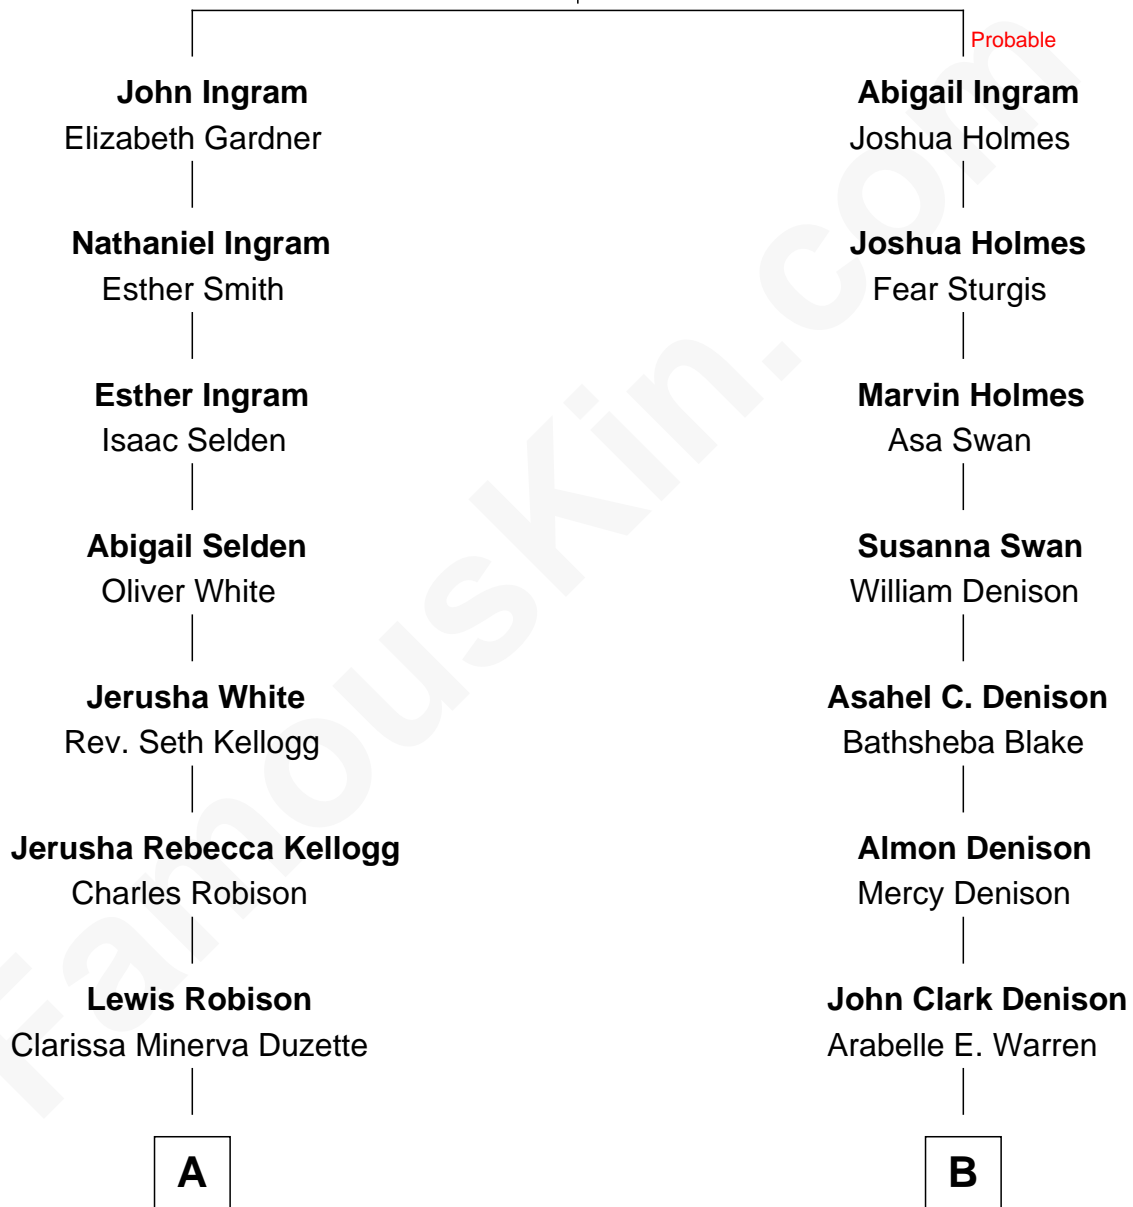 Probable
John Ingram
Elizabeth Gardner
Nathaniel Ingram
Esther Smith
Esther Ingram
Isaac Selden
Abigail Selden
Oliver White
Jerusha White
Rev. Seth Kellogg
Jerusha Rebecca Kellogg
Charles Robison
Lewis Robison
Clarissa Minerva Duzette
A
Abigail Ingram
Joshua Holmes
Joshua Holmes
Fear Sturgis
Marvin Holmes
Asa Swan
Susanna Swan
William Denison
Asahel C. Denison
Bathsheba Blake
Almon Denison
Mercy Denison
John Clark Denison
Arabelle E. Warren
B
FamousKin.com